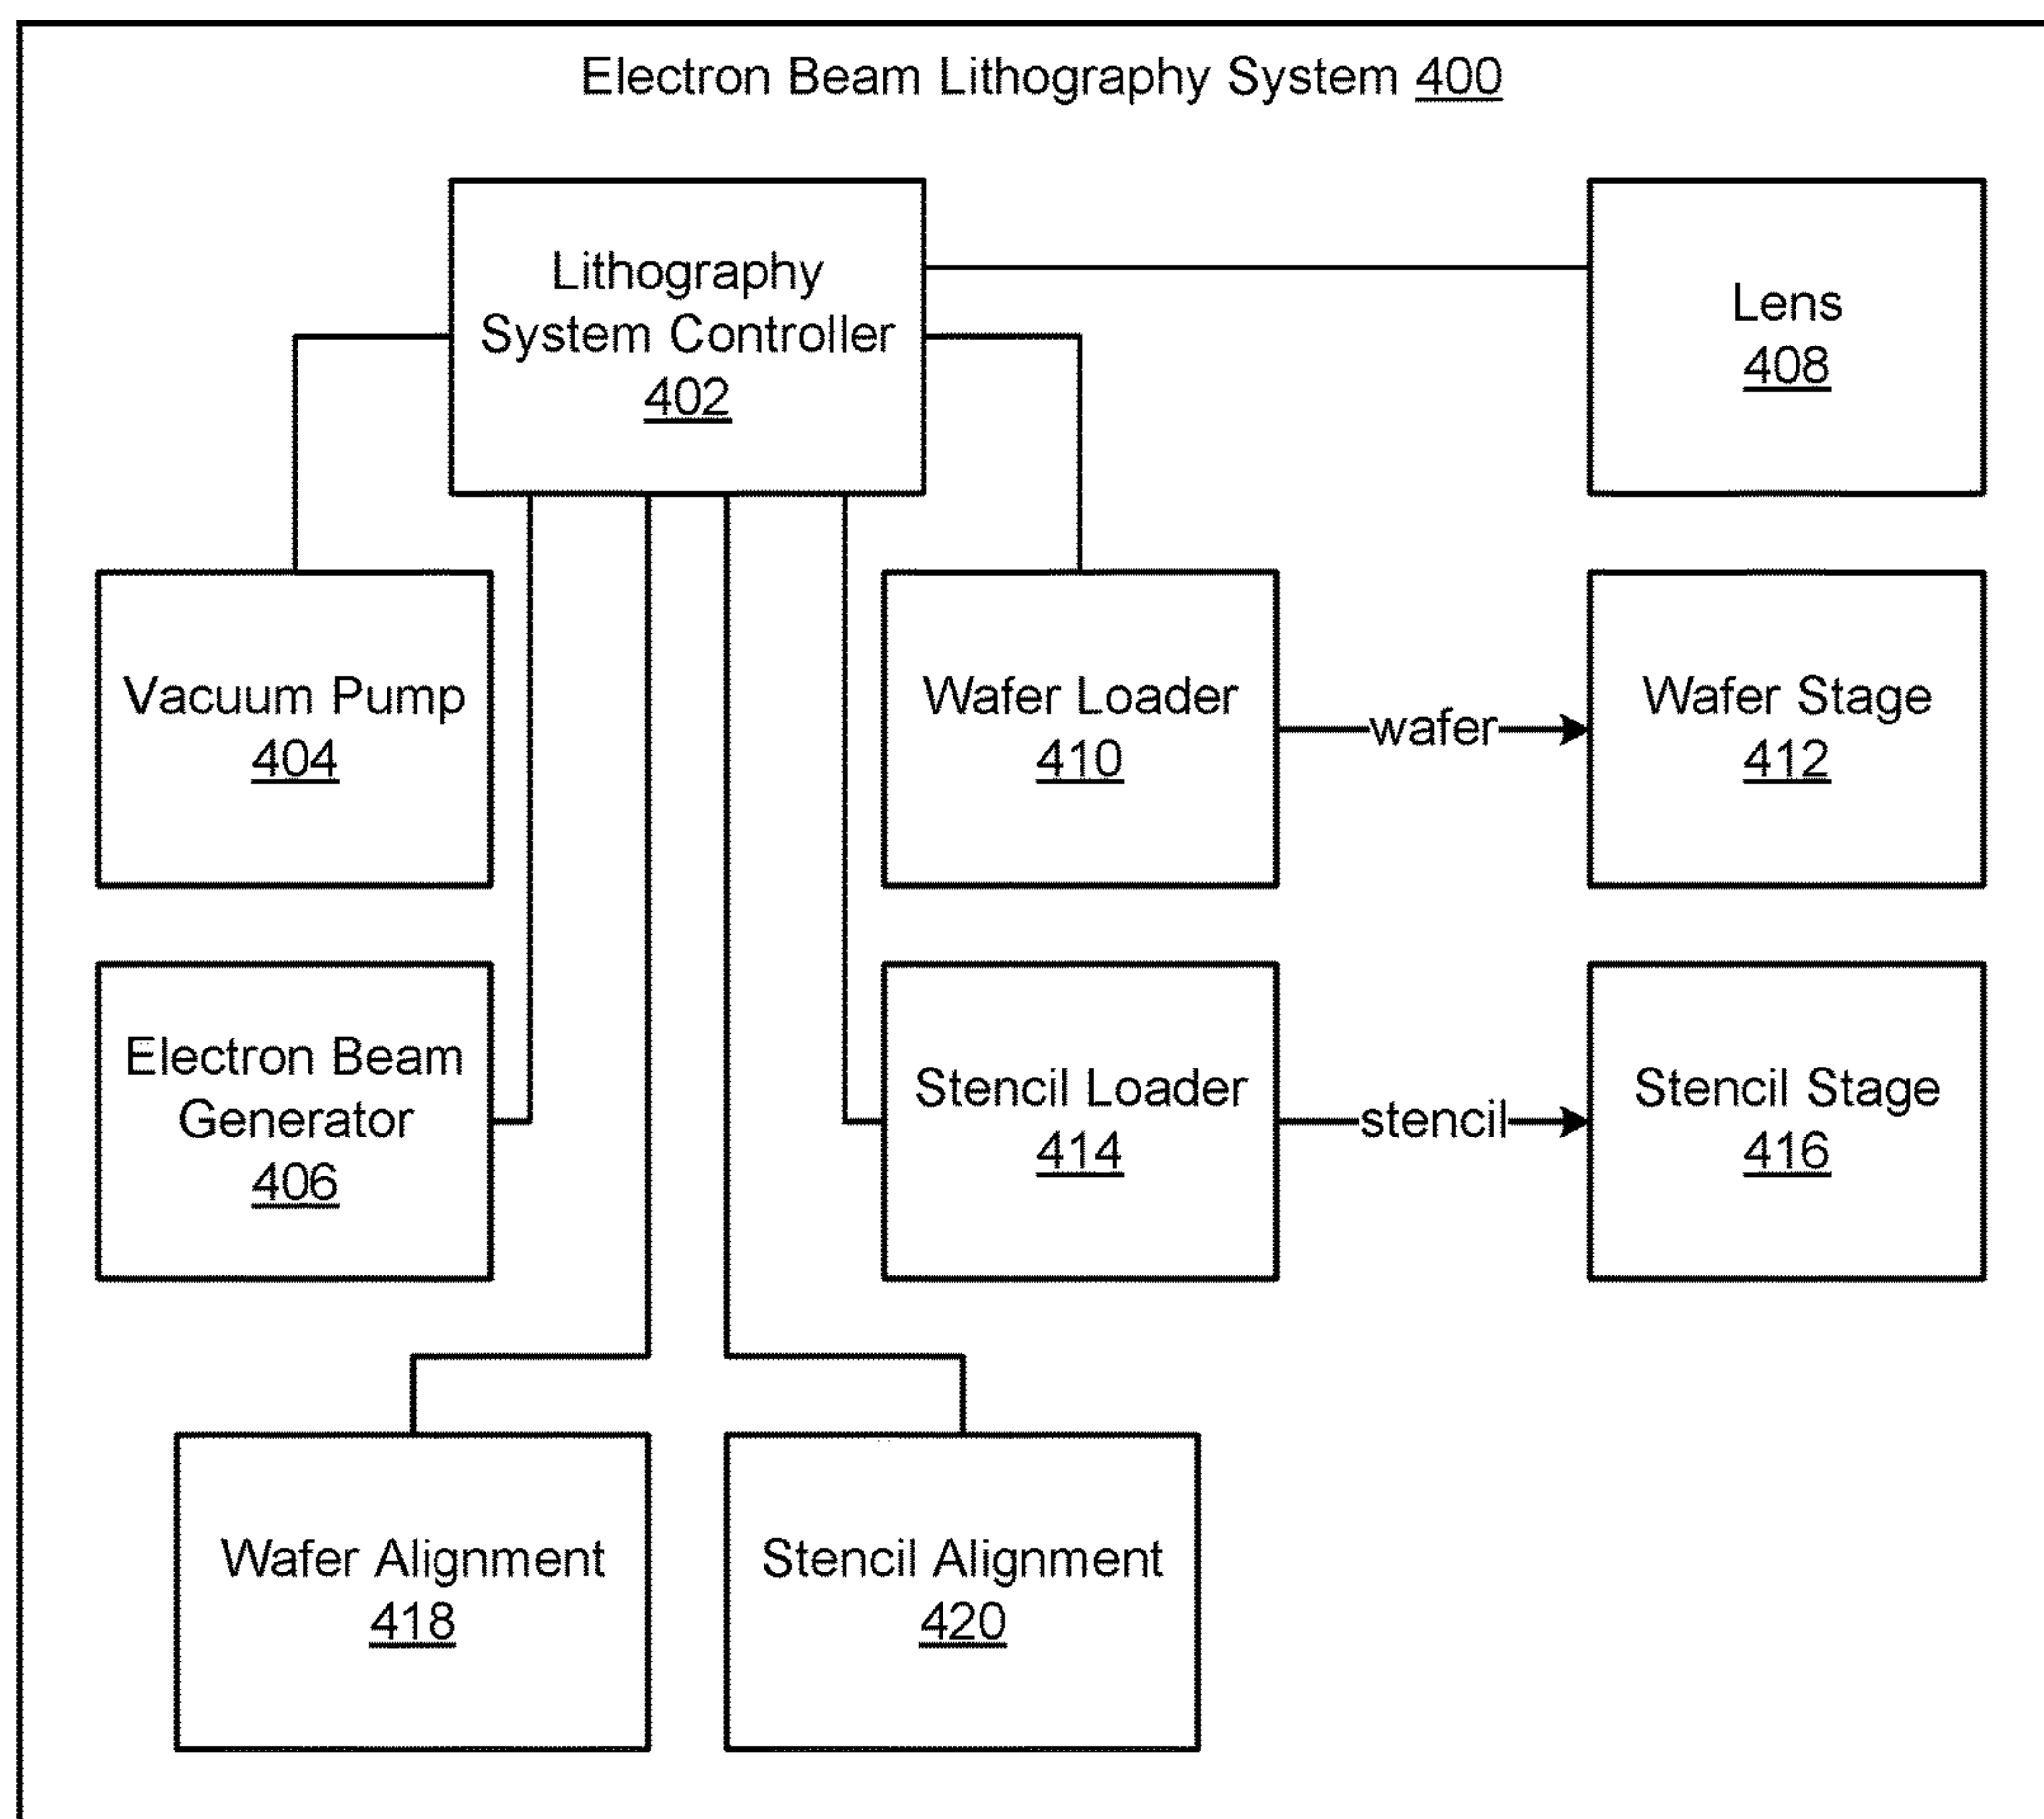 Electron Beam Lithography System 400
Lithography
System Controller
402
Lens
408
Vacuum Pump
404
Wafer Loader
410
wafer
Wafer Stage
412
Electron Beam
Generator
406
Stencil Loader
414
stencil
Stencil Stage
416
Wafer Alignment
418
Stencil Alignment
420